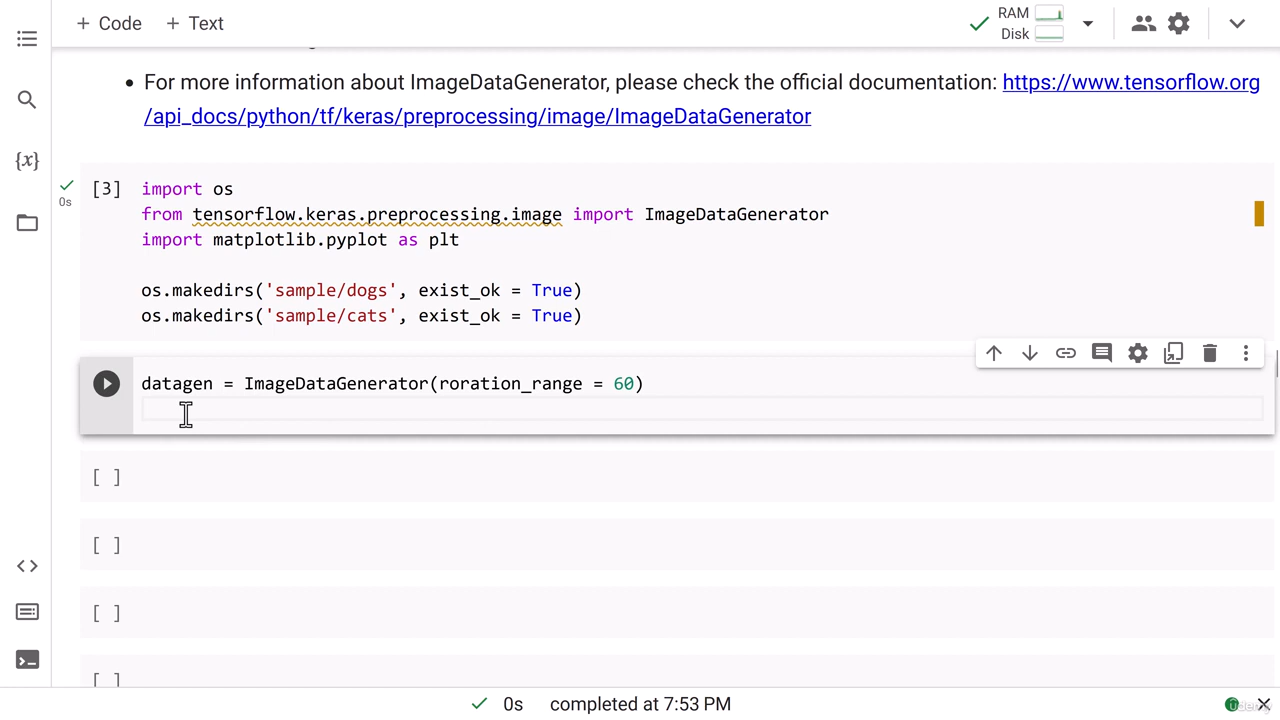 + Code + Text
RAM
Disk
• For more information about ImageDataGenerator, please check the official documentation: https://www.tensorflow.org
/api_docs/python/tf/keras/preprocessing/image/ImageDataGenerator
{x}
0s
[3] import os
from tensorflow.keras.preprocessing.image import ImageDataGenerator
import matplotlib.pyplot as plt
os.makedirs('sample/dogs', exist_ok = True)
os.makedirs('sample/cats', exist_ok = True)
datagen = ImageDataGenerator(roration_range = 60)
[ ]
[ ]
[ ]
[ ]
0s completed at 7:53 PM
udemy